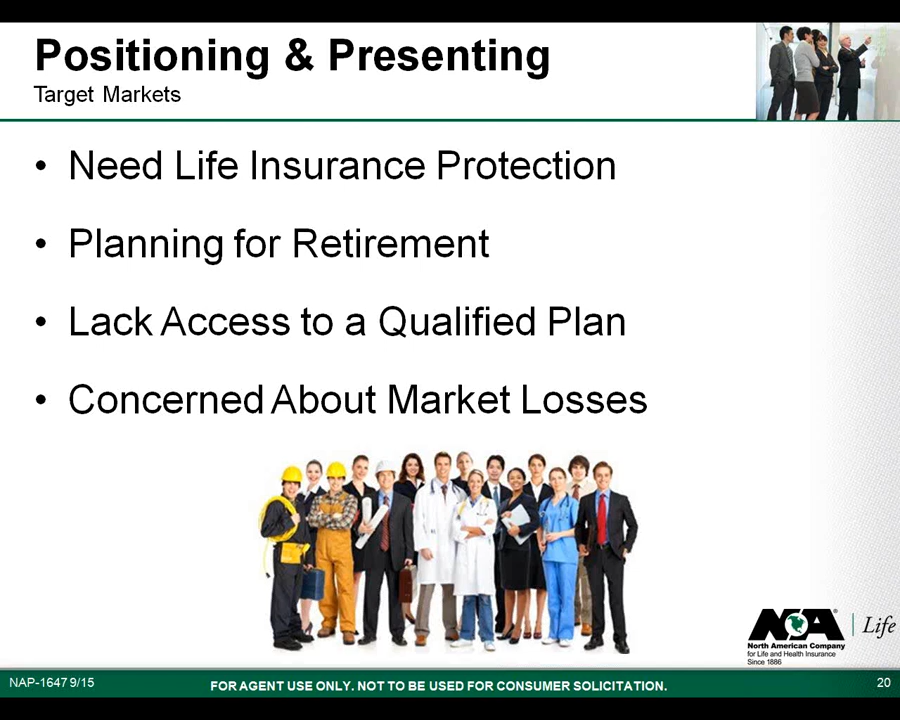 Positioning & Presenting
Target Markets
• Need Life Insurance Protection
• Planning for Retirement
• Lack Access to a Qualified Plan
• Concerned About Market Losses
NA® | Life
North American Company
for Life and Health Insurance
Since 1886
NAP-1647 9/15
FOR AGENT USE ONLY. NOT TO BE USED FOR CONSUMER SOLICITATION.
20